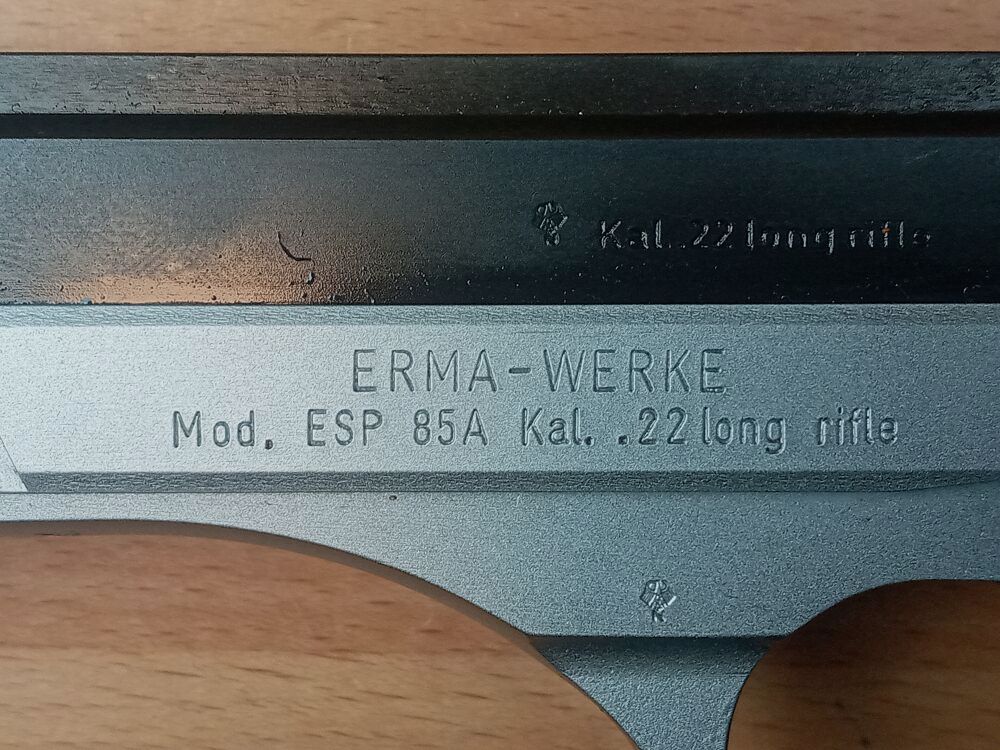 Kal. .22 long rifle
ERMA-WERKE
Mod. ESP 85A Kal. .22 long rifle